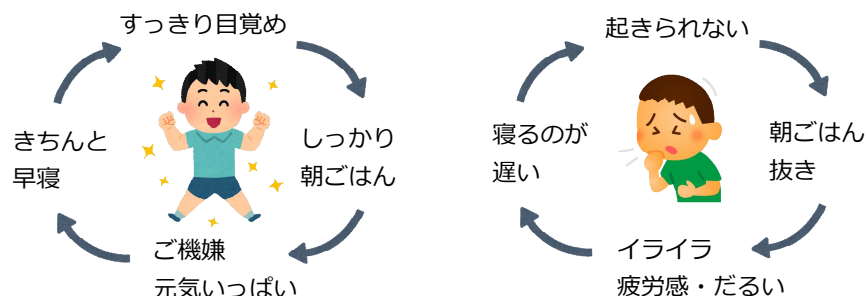 すっきり目覚め
しっかり
朝ごはん
ご機嫌
元気いっぱい
きちんと
早寝
起きられない
朝ごはん
抜き
イライラ
疲労感・だるい
寝るのが
遅い